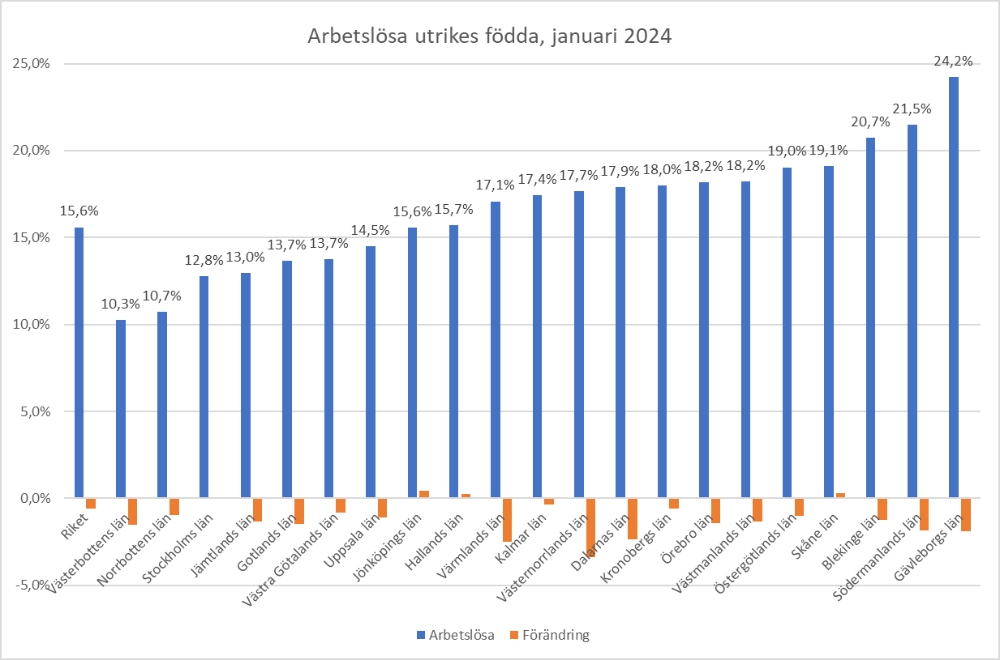 Arbetslösa utrikes födda, januari 2024
25,0%
20,0%
15,0%
10,0%
5,0%
0,0%
-5,0%
15,6%
10,3%
10,7%
12,8%
13,0%
13,7%
13,7%
14,5%
15,6%
15,7%
17,1%
17,4%
17,7%
17,9%
18,0%
18,2%
18,2%
19,0%
19,1%
20,7%
21,5%
24,2%
Riket
Västerbottens län
Norrbottens län
Stockholms län
Jämtlands län
Gotlands län
Västra Götalands län
Uppsala län
Jönköpings län
Hallands län
Värmlands län
Kalmar län
Västernorrlands län
Dalarnas län
Kronobergs län
Örebro län
Västmanlands län
Östergötlands län
Skåne län
Blekinge län
Södermanlands län
Gävleborgs län
Arbetslösa
Förändring